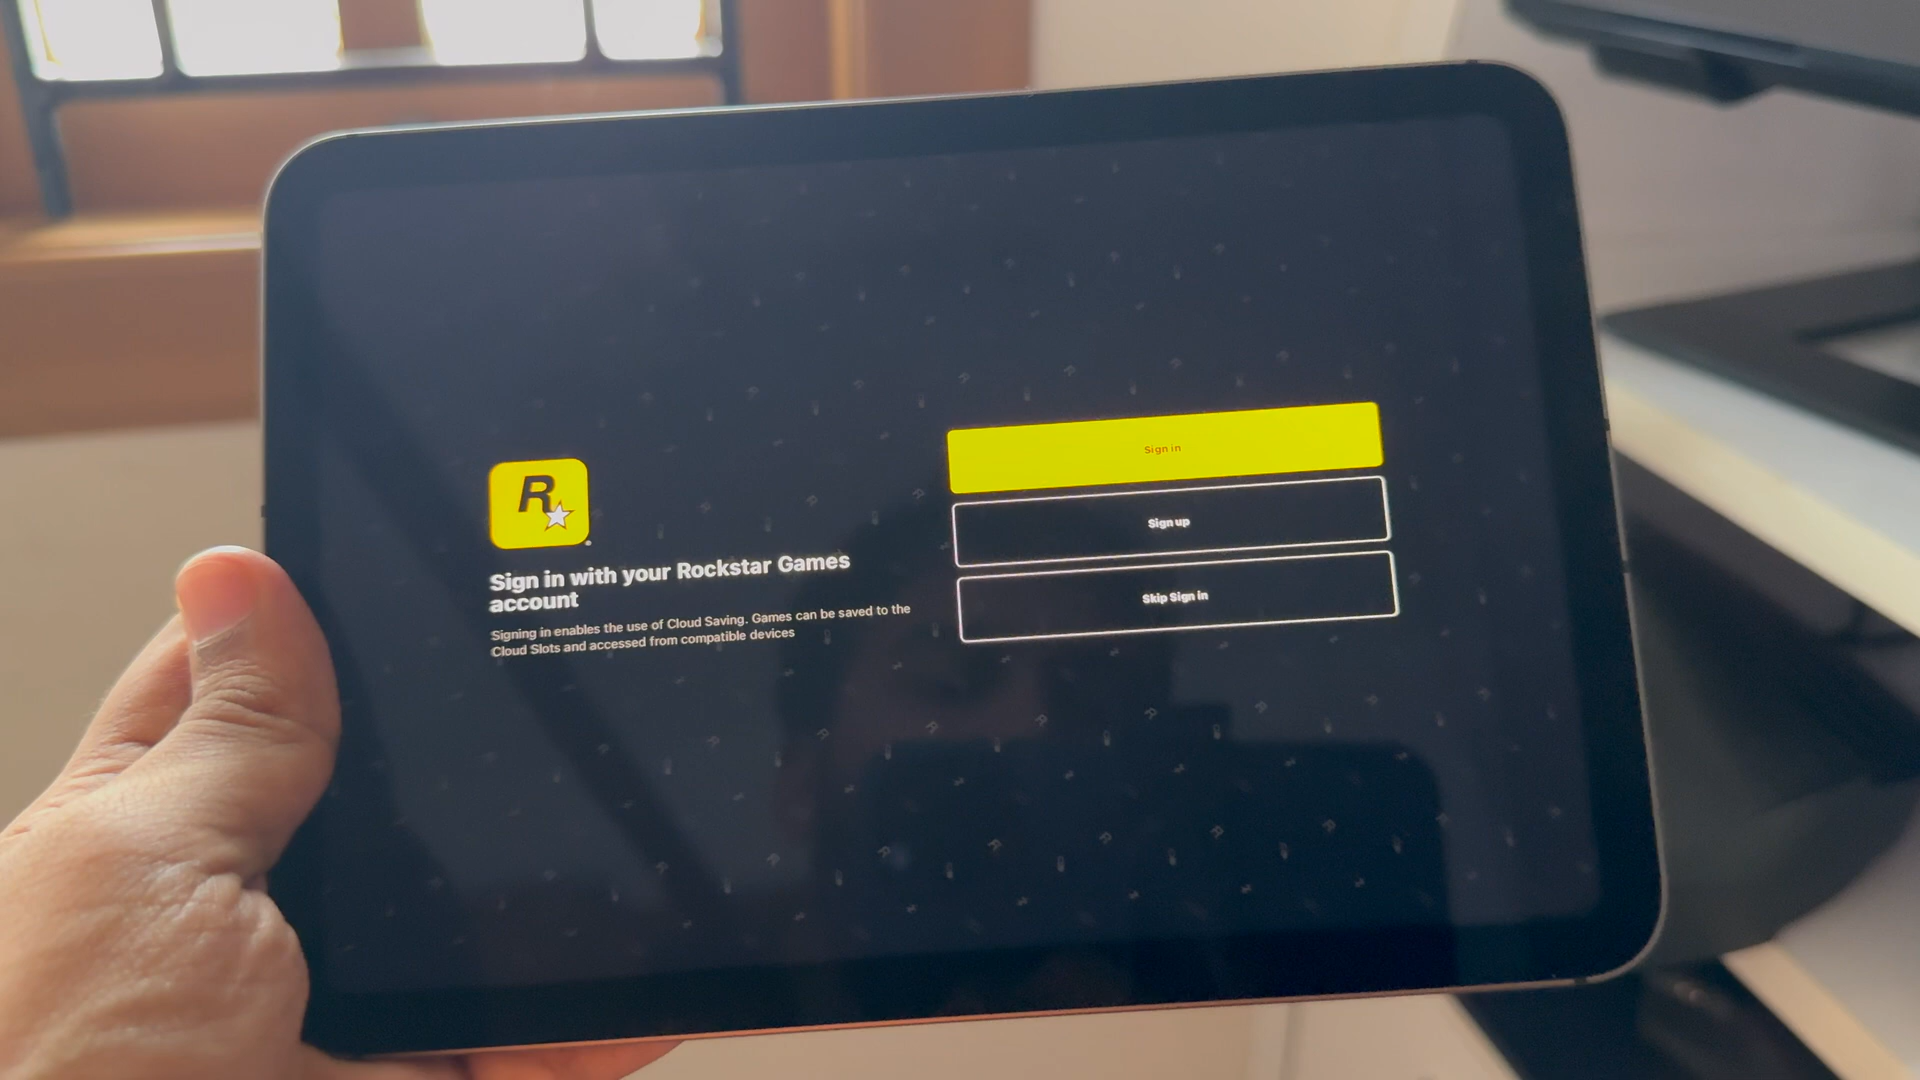 R
Sign in with your Rockstar Games
account
Signing in enables the use of Cloud Saving. Games can be saved to the
Cloud Slots and accessed from compatible devices
Sign in
Sign up
Skip Sign in